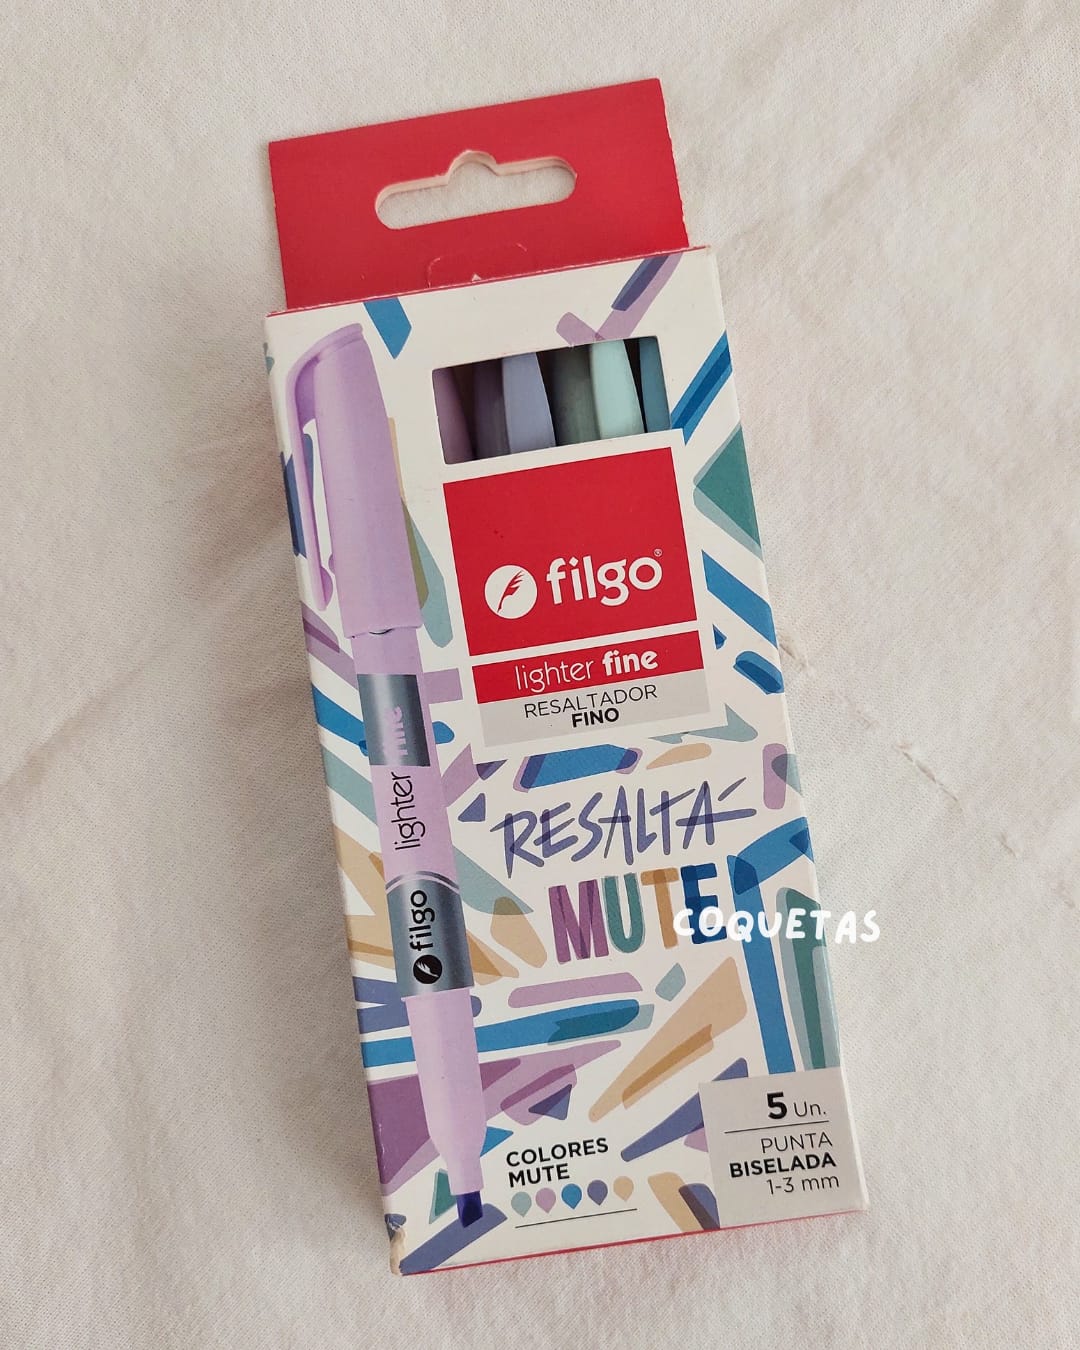 filgo®
lighter fine
RESALTADOR
FINO
lighter fine
filgo
RESALTÁ
MUTE
COQUETAS
5 Un.
PUNTA
BISELADA
1-3 mm
COLORES
MUTE